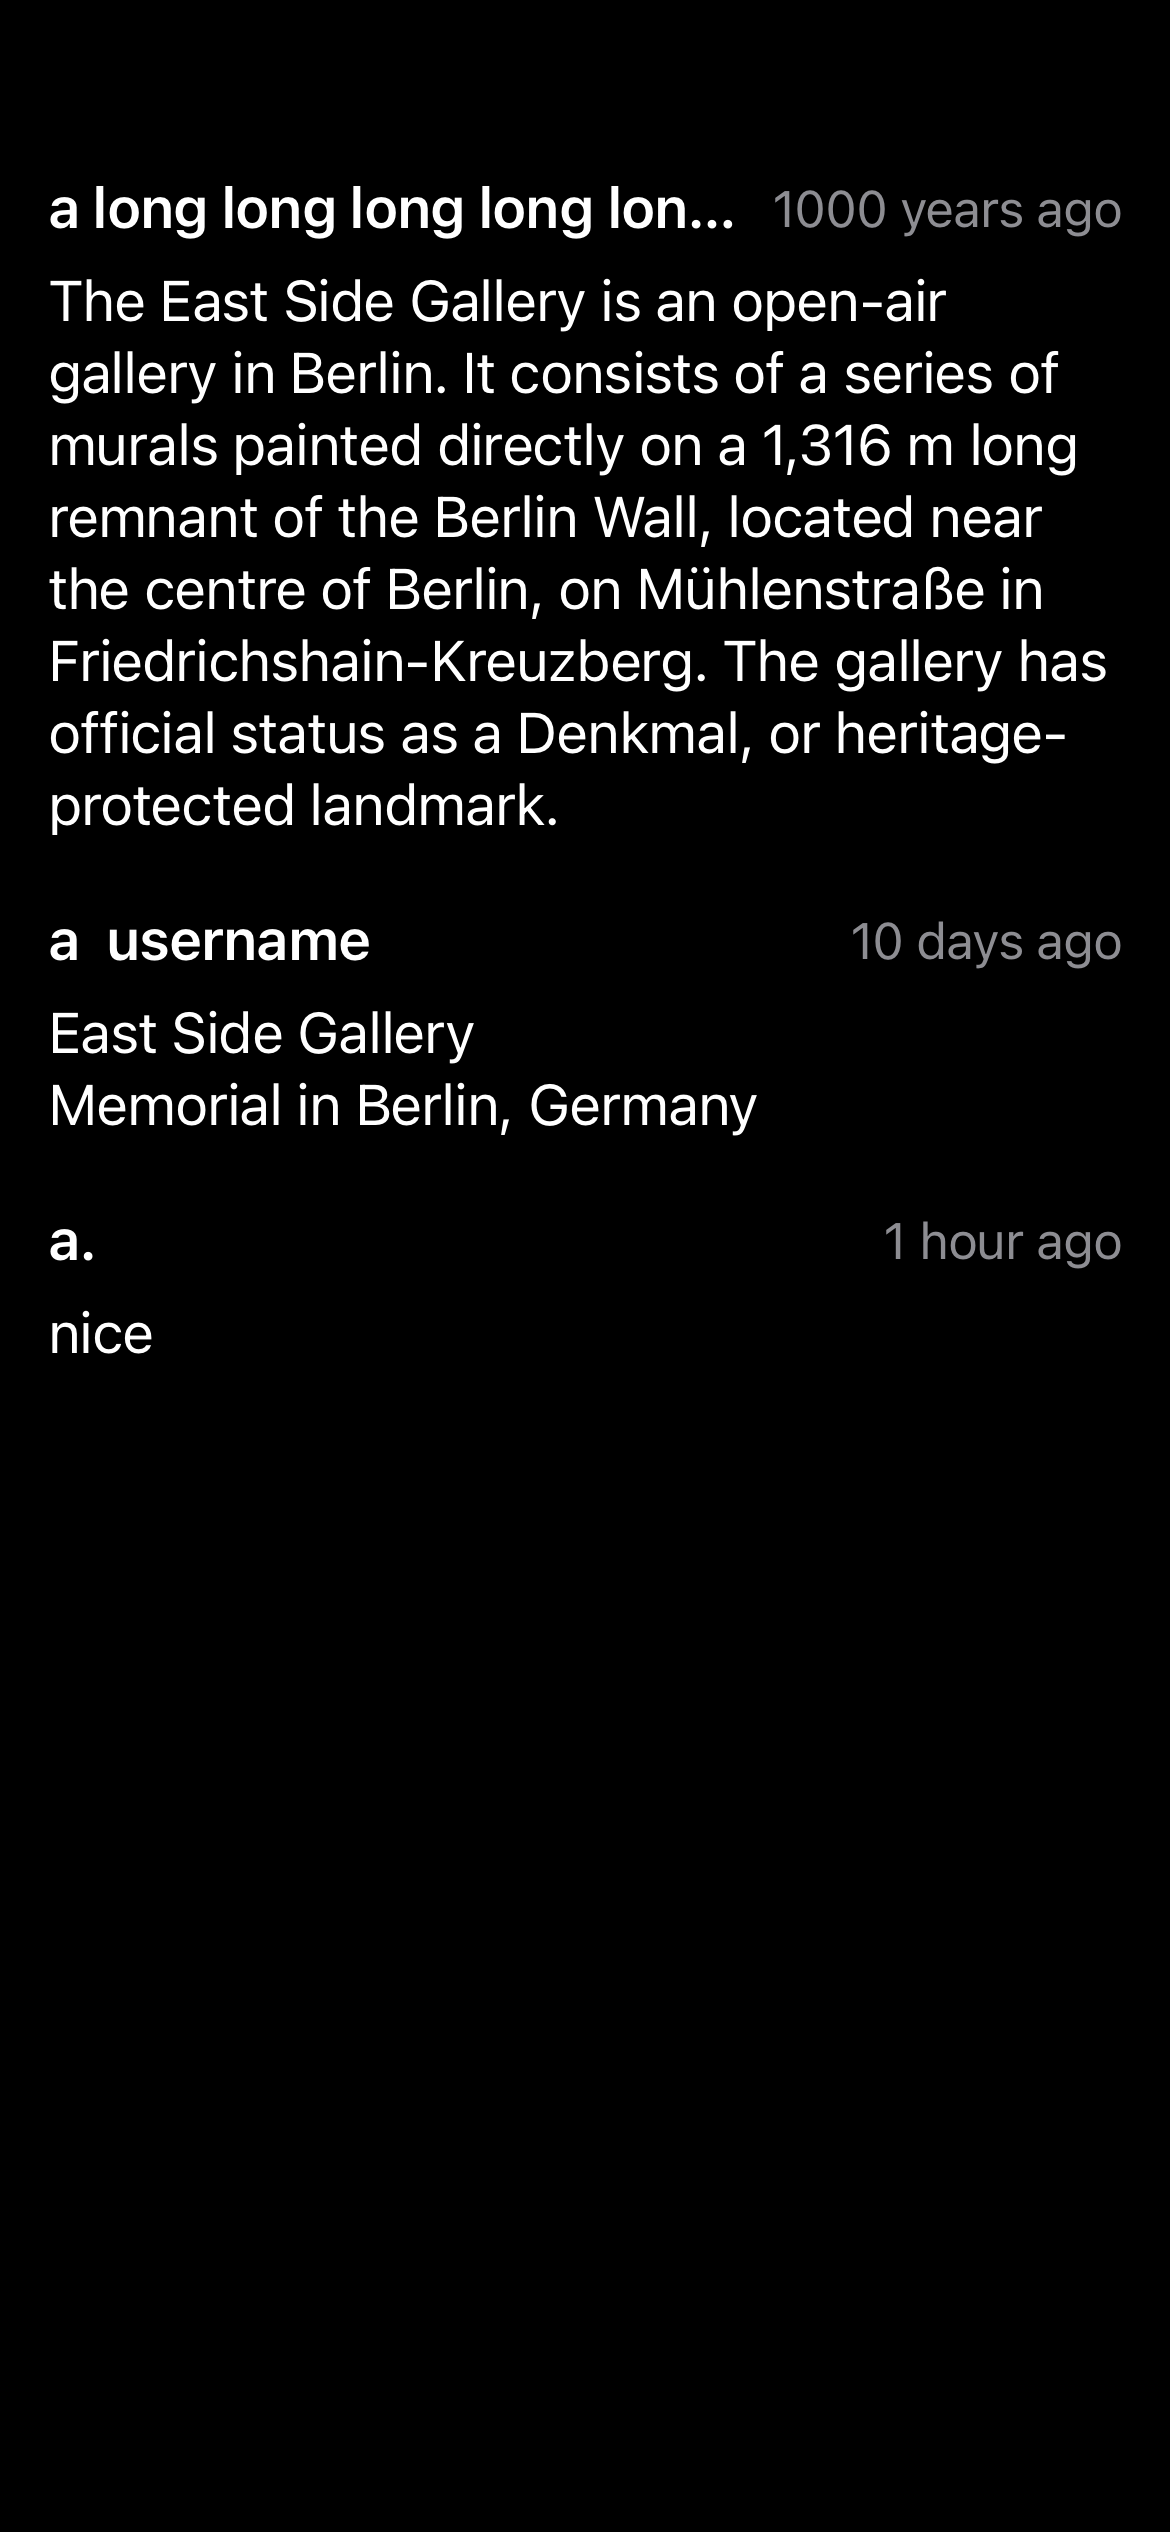 a long long long long lon... 1000 years ago
The East Side Gallery is an open-air
gallery in Berlin. It consists of a series of
murals painted directly on a 1,316 m long
remnant of the Berlin Wall, located near
the centre of Berlin, on Mühlenstraße in
Friedrichshain-Kreuzberg. The gallery has
official status as a Denkmal, or heritage-
protected landmark.
a  username 10 days ago
East Side Gallery
Memorial in Berlin, Germany
a. 1 hour ago
nice